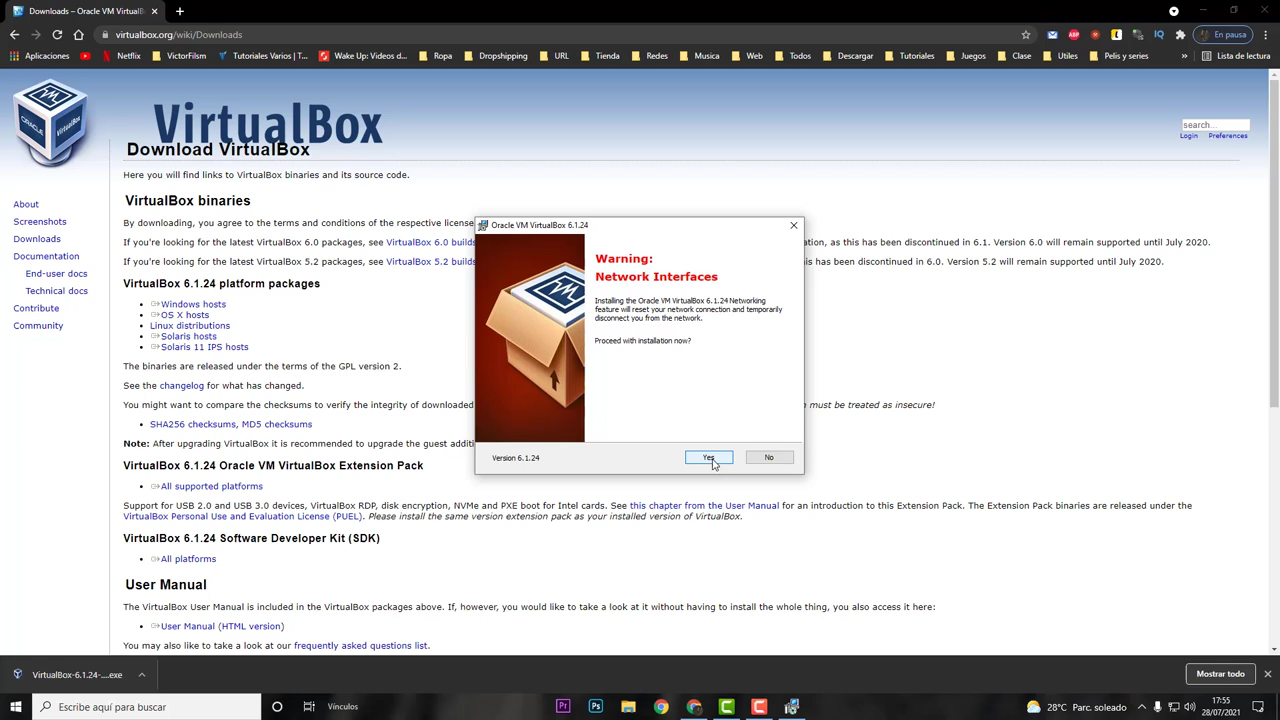 Downloads – Oracle VM VirtualB
virtualbox.org/wiki/Downloads
En pausa
Aplicaciones
Netflix
VictorFilsm
Tutoriales Varios | T...
Wake Up: Videos d...
Ropa
Dropshipping
URL
Tienda
Redes
Musica
Web
Todos
Descargar
Tutoriales
Juegos
Clase
Utiles
Pelis y series
»
Lista de lectura
ORACLE
VM
VirtualBox
VirtualBox
search...
Login Preferences
Download VirtualBox
Here you will find links to VirtualBox binaries and its source code.
About
Screenshots
Downloads
Documentation
End-user docs
Technical docs
Contribute
Community
VirtualBox binaries
By downloading, you agree to the terms and conditions of the respective license
If you're looking for the latest VirtualBox 6.0 packages, see VirtualBox 6.0 builds
ation, as this has been discontinued in 6.1. Version 6.0 will remain supported until July 2020.
If you're looking for the latest VirtualBox 5.2 packages, see VirtualBox 5.2 builds
has been discontinued in 6.0. Version 5.2 will remain supported until July 2020.
VirtualBox 6.1.24 platform packages
• Windows hosts
• OS X hosts
• Linux distributions
• Solaris hosts
• Solaris 11 IPS hosts
The binaries are released under the terms of the GPL version 2.
See the changelog for what has changed.
You might want to compare the checksums to verify the integrity of downloaded
must be treated as insecure!
• SHA256 checksums, MD5 checksums
Note: After upgrading VirtualBox it is recommended to upgrade the guest additi
VirtualBox 6.1.24 Oracle VM VirtualBox Extension Pack
• All supported platforms
Support for USB 2.0 and USB 3.0 devices, VirtualBox RDP, disk encryption, NVMe and PXE boot for Intel cards. See this chapter from the User Manual for an introduction to this Extension Pack. The Extension Pack binaries are released under the
VirtualBox Personal Use and Evaluation License (PUEL). Please install the same version extension pack as your installed version of VirtualBox.
VirtualBox 6.1.24 Software Developer Kit (SDK)
• All platforms
User Manual
The VirtualBox User Manual is included in the VirtualBox packages above. If, however, you would like to take a look at it without having to install the whole thing, you also access it here:
• User Manual (HTML version)
You may also like to take a look at our frequently asked questions list.
Oracle VM VirtualBox 6.1.24
Warning:
Network Interfaces
Installing the Oracle VM VirtualBox 6.1.24 Networking
feature will reset your network connection and temporarily
disconnect you from the network.
Proceed with installation now?
Version 6.1.24
Yes
No
VirtualBox-6.1.24-....exe
Mostrar todo
Escribe aquí para buscar
Vínculos
Pr
Ps
28°C Parc. soleado
17:55
28/07/2021